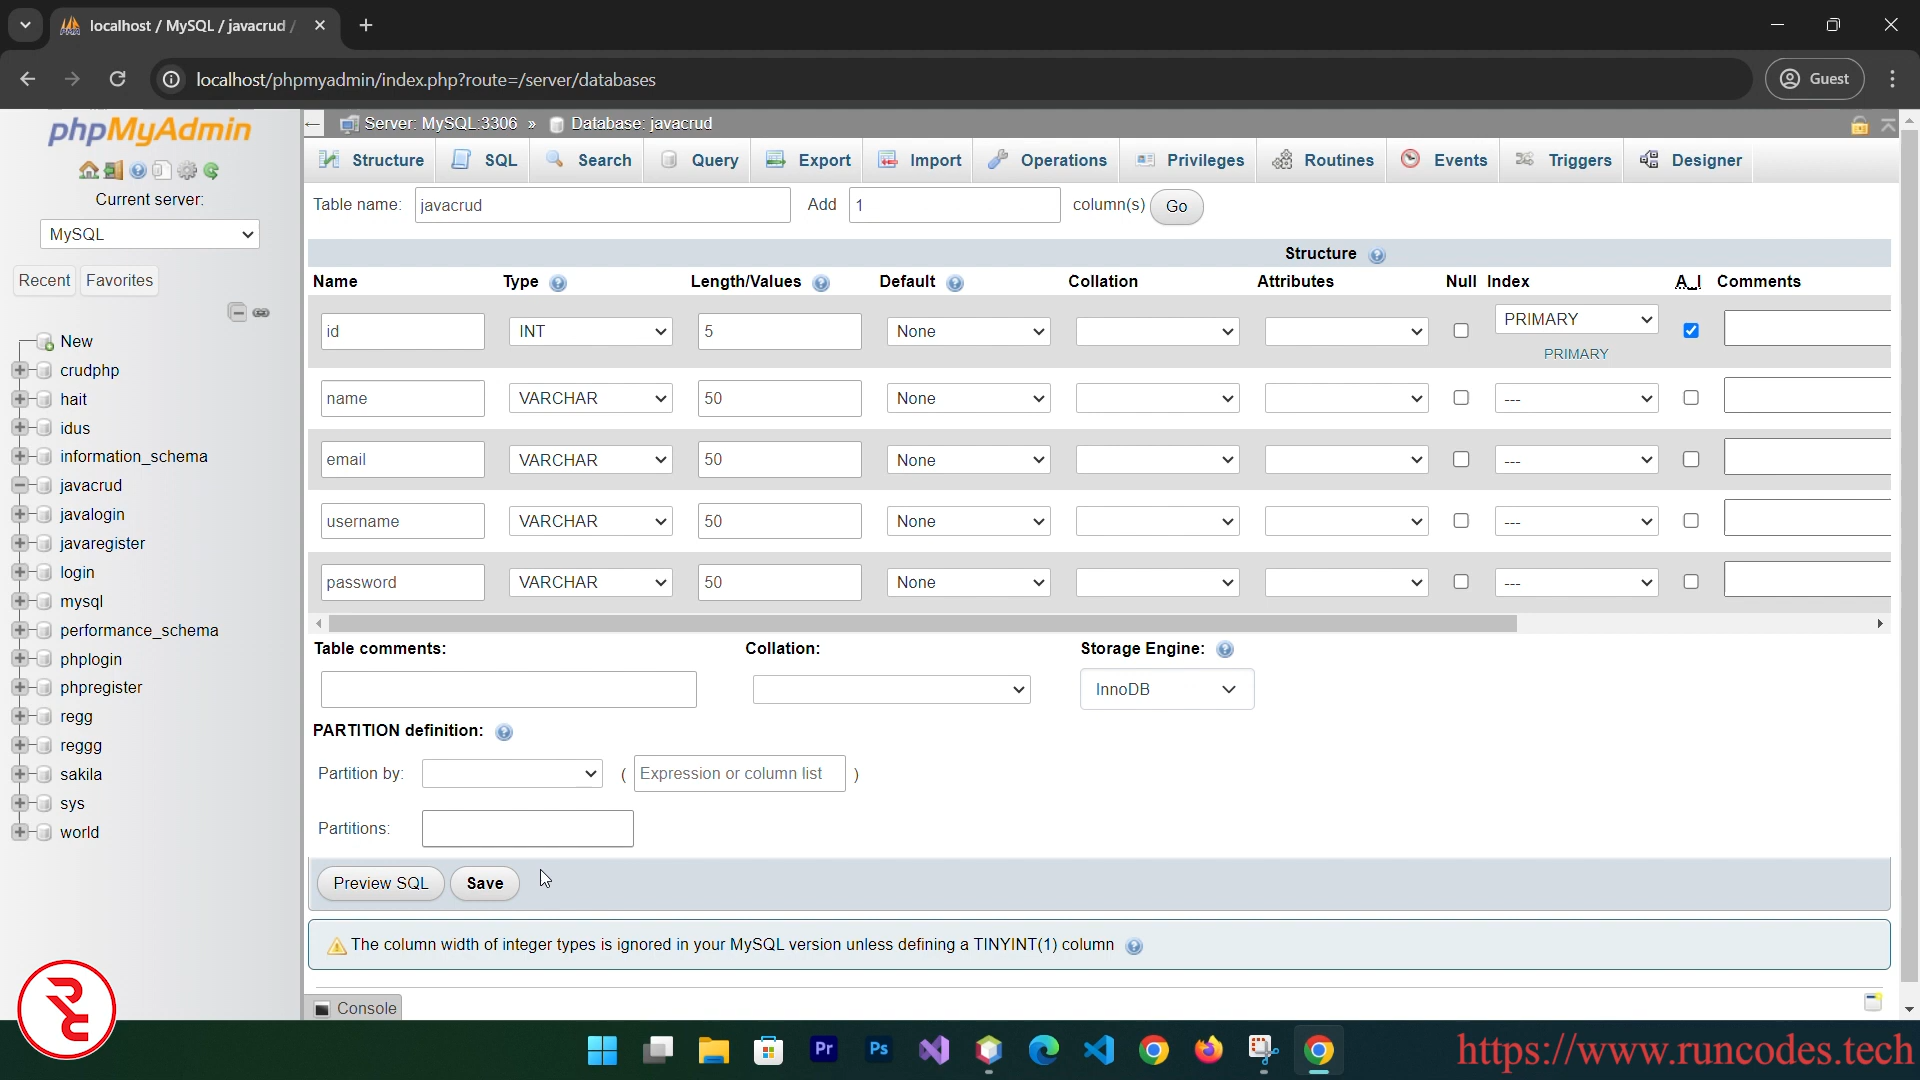 localhost / MySQL / javacrud /
localhost/phpmyadmin/index.php?route=/server/databases
Guest
phpMyAdmin
Current server:
MySQL
Recent Favorites
New
crudphp
hait
idus
information_schema
javacrud
javalogin
javaregister
login
mysql
performance_schema
phplogin
phpregister
regg
reggg
sakila
sys
world
Server: MySQL:3306 » Database: javacrud
Structure SQL Search Query Export Import Operations Privileges Routines Events Triggers Designer
Table name: javacrud Add 1 column(s) Go
Structure
Name Type Length/Values Default Collation Attributes Null Index A_I Comments
id INT 5 None PRIMARY
PRIMARY
name VARCHAR 50 None ---
email VARCHAR 50 None ---
username VARCHAR 50 None ---
password VARCHAR 50 None ---
Table comments: Collation: Storage Engine:
InnoDB
PARTITION definition:
Partition by: ( Expression or column list )
Partitions:
Preview SQL Save
The column width of integer types is ignored in your MySQL version unless defining a TINYINT(1) column
Console
RC
Pr Ps
https://www.runcodes.tech